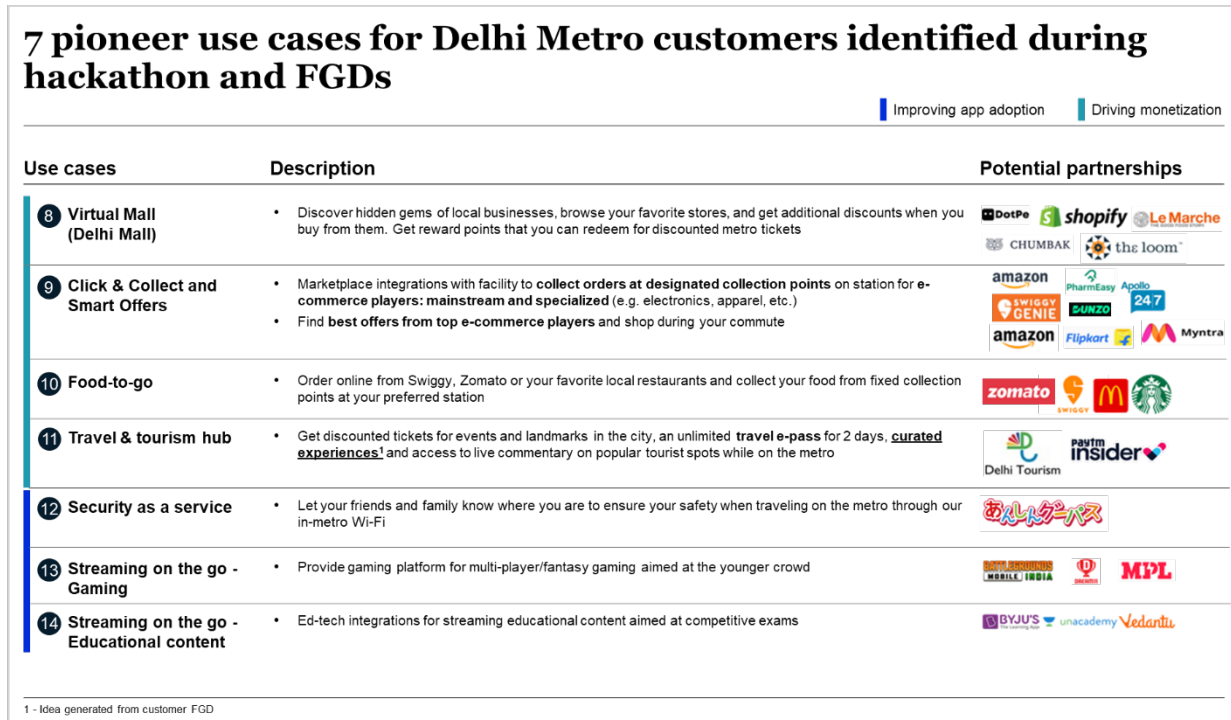 7 pioneer use cases for Delhi Metro customers identified during
hackathon and FGDs
Improving app adoption
Driving monetization
Use cases
Description
Potential partnerships
8 Virtual Mall
(Delhi Mall)
• Discover hidden gems of local businesses, browse your favorite stores, and get additional discounts when you
buy from them. Get reward points that you can redeem for discounted metro tickets
DotPe
shopify
Le Marche
CHUMBAK
the loom
9 Click & Collect and
Smart Offers
• Marketplace integrations with facility to collect orders at designated collection points on station for e-
commerce players: mainstream and specialized (e.g. electronics, apparel, etc.)
• Find best offers from top e-commerce players and shop during your commute
amazon
PharmEasy
Apollo
24|7
SWIGGY
GENIE
DUNZO
amazon
Flipkart
Myntra
10 Food-to-go
• Order online from Swiggy, Zomato or your favorite local restaurants and collect your food from fixed collection
points at your preferred station
zomato
SWIGGY
11 Travel & tourism hub
• Get discounted tickets for events and landmarks in the city, an unlimited travel e-pass for 2 days, curated
experiences¹ and access to live commentary on popular tourist spots while on the metro
Delhi Tourism
paytm
insider
12 Security as a service
• Let your friends and family know where you are to ensure your safety when traveling on the metro through our
in-metro Wi-Fi
あんしんグーパス
13 Streaming on the go -
Gaming
• Provide gaming platform for multi-player/fantasy gaming aimed at the younger crowd
BATTLEGROUNDS
MOBILE INDIA
MPL
14 Streaming on the go -
Educational content
• Ed-tech integrations for streaming educational content aimed at competitive exams
BYJU'S
The Learning App
unacademy
Vedantu
1 - Idea generated from customer FGD